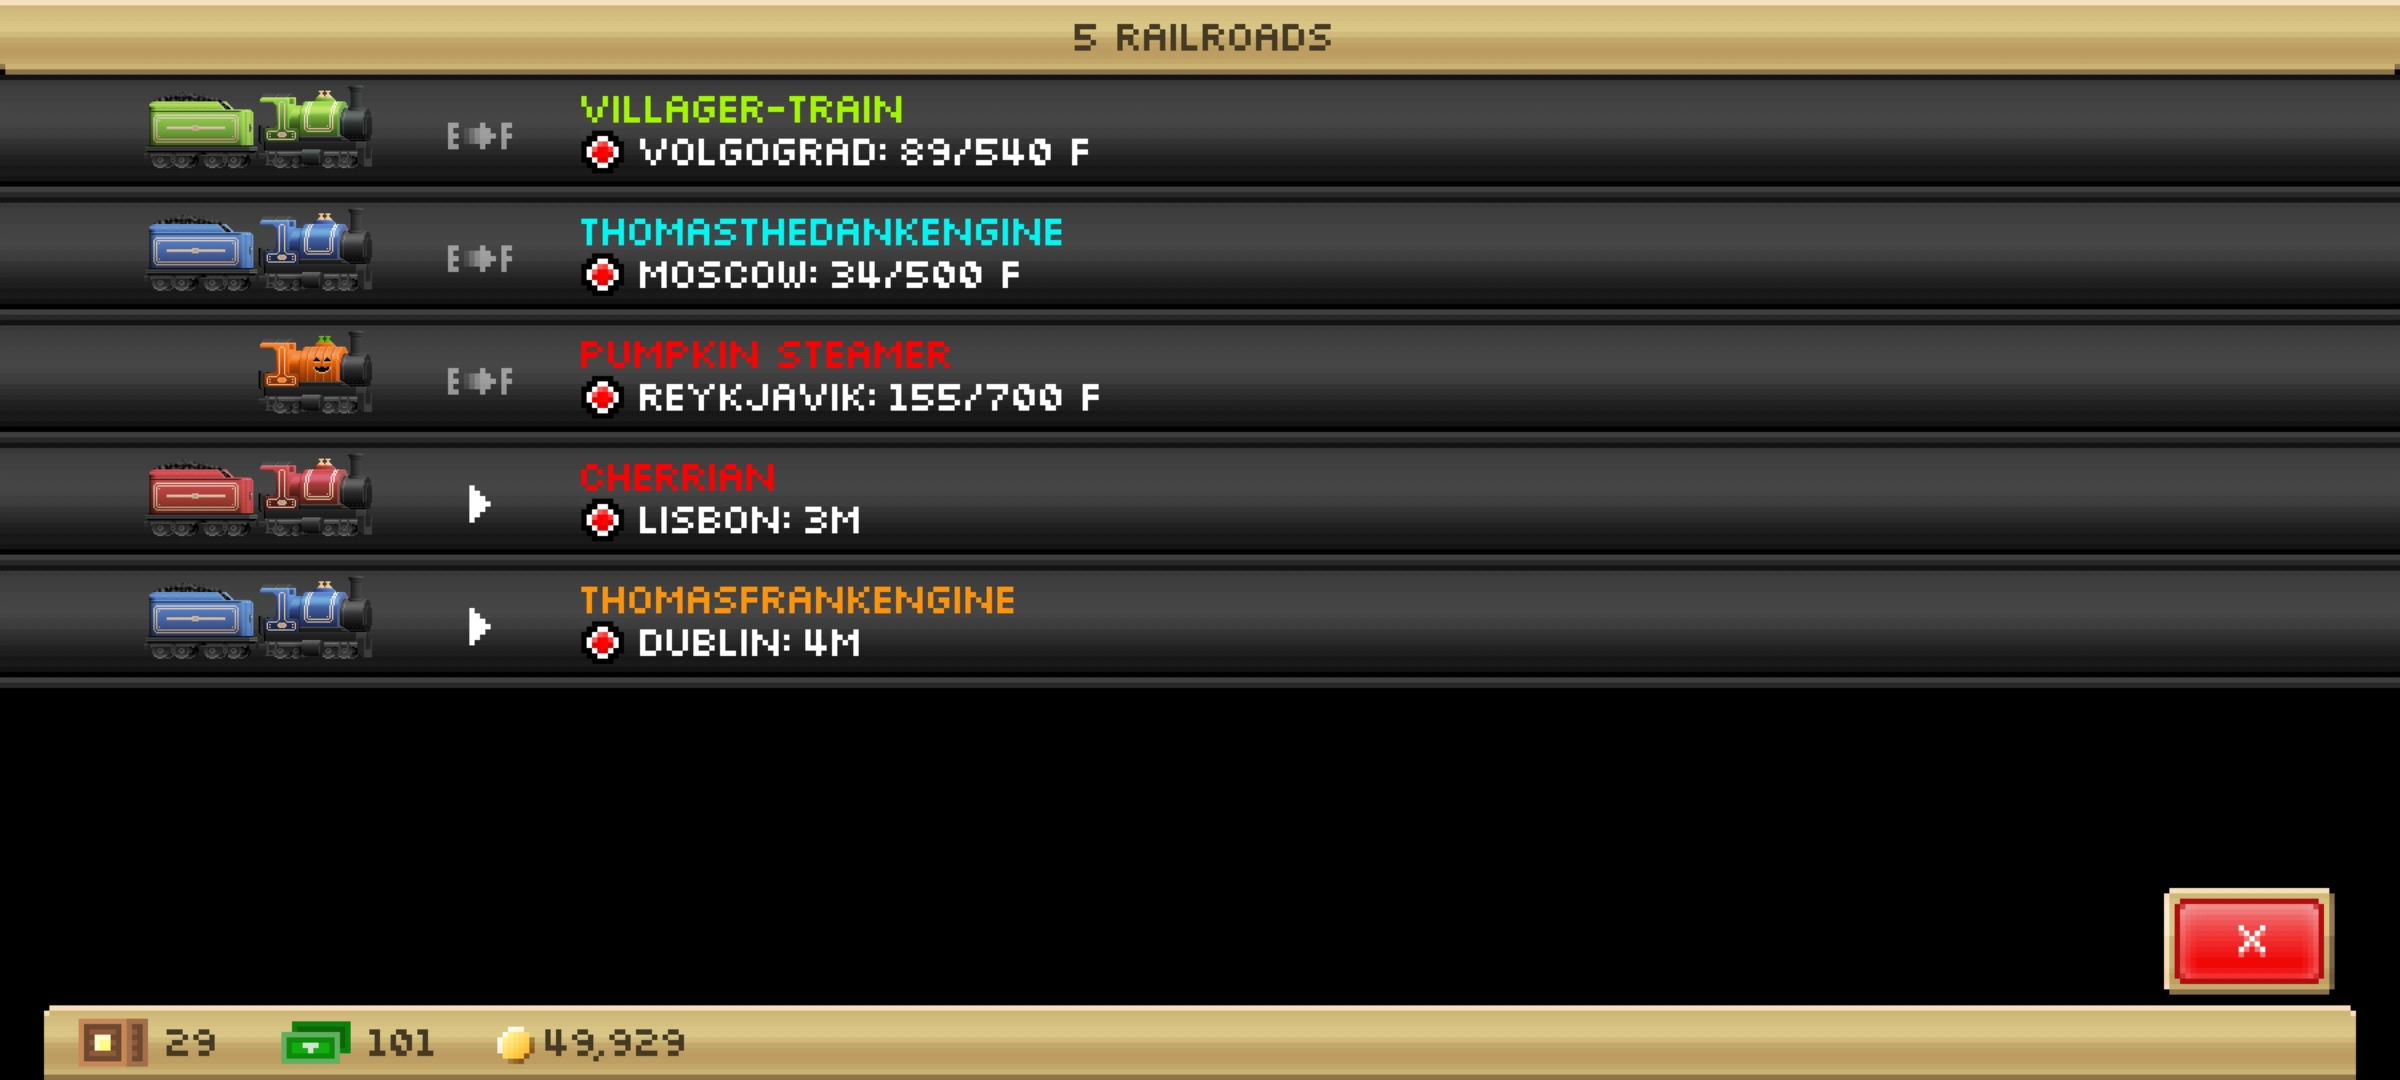 5 RAILROADS
VILLAGER-TRAIN
E F
VOLGOGRAD: 89/540 F
THOMASTHEDANKENGINE
E F
MOSCOW: 34/500 F
PUMPKIN STEAMER
E F
REYKJAVIK: 155/700 F
CHERRIAN
LISBON: 3M
THOMASFRANKENGINE
DUBLIN: 4M
X
29 101 49,929